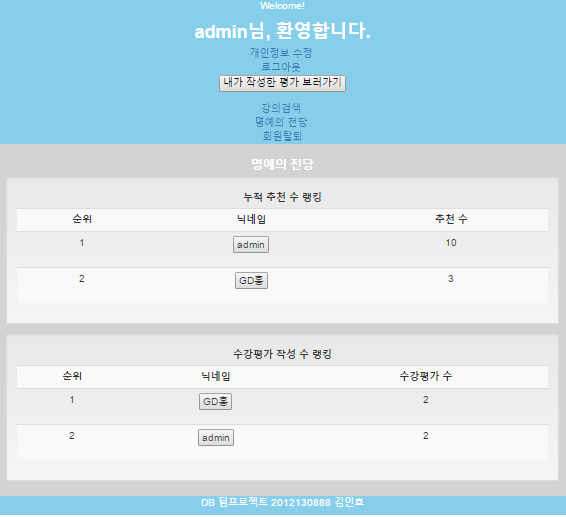 Welcome!
admin님, 환영합니다.
개인정보 수정
로그아웃
내가 작성한 평가 보러가기
강의검색
명예의 전당
회원탈퇴
명예의 전당
누적 추천 수 랭킹
순위 닉네임 추천 수
1 admin 10
2 GD홍 3
수강평가 작성 수 랭킹
순위 닉네임 수강평가 수
1 GD홍 2
2 admin 2
DB 텀프로젝트 2012130888 김인호